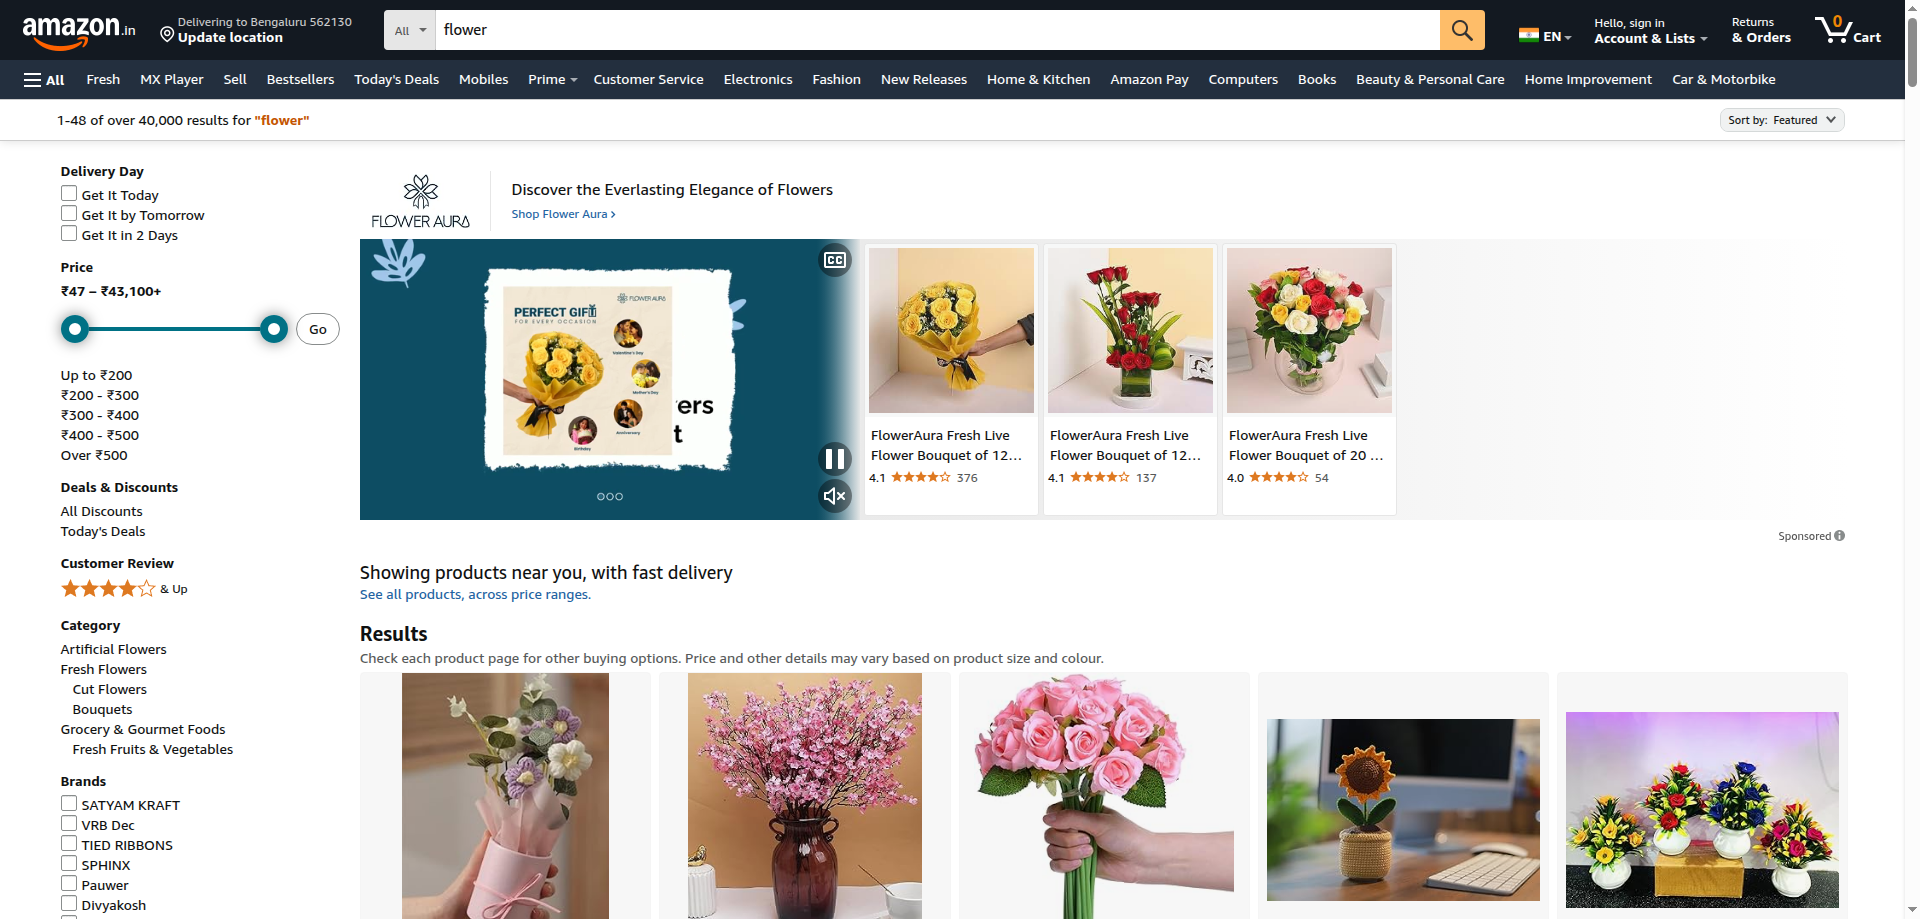 amazon.in
Delivering to Bengaluru 562130
Update location
All
flower
EN
Hello, sign in
Account & Lists
Returns
& Orders
0
Cart
All
Fresh
MX Player
Sell
Bestsellers
Today's Deals
Mobiles
Prime
Customer Service
Electronics
Fashion
New Releases
Home & Kitchen
Amazon Pay
Computers
Books
Beauty & Personal Care
Home Improvement
Car & Motorbike
1-48 of over 40,000 results for "flower"
Sort by: Featured
Delivery Day
Get It Today
Get It by Tomorrow
Get It in 2 Days
Price
₹47 – ₹43,100+
Go
Up to ₹200
₹200 - ₹300
₹300 - ₹400
₹400 - ₹500
Over ₹500
Deals & Discounts
All Discounts
Today's Deals
Customer Review
& Up
Category
Artificial Flowers
Fresh Flowers
Cut Flowers
Bouquets
Grocery & Gourmet Foods
Fresh Fruits & Vegetables
Brands
SATYAM KRAFT
VRB Dec
TIED RIBBONS
SPHINX
Pauwer
Divyakosh
FLOWER AURA
Discover the Everlasting Elegance of Flowers
Shop Flower Aura ›
CC
FLOWER AURA
PERFECT GIFT
FOR EVERY OCCASION
Valentine's Day
Mother's Day
Anniversary
Birthday
ers
t
FlowerAura Fresh Live
Flower Bouquet of 12...
4.1
376
FlowerAura Fresh Live
Flower Bouquet of 12...
4.1
137
FlowerAura Fresh Live
Flower Bouquet of 20 ...
4.0
54
Sponsored
Showing products near you, with fast delivery
See all products, across price ranges.
Results
Check each product page for other buying options. Price and other details may vary based on product size and colour.